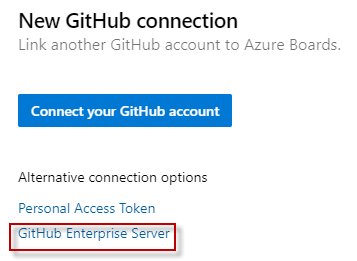 New GitHub connection
Link another GitHub account to Azure Boards.
Connect your GitHub account
Alternative connection options
Personal Access Token
GitHub Enterprise Server